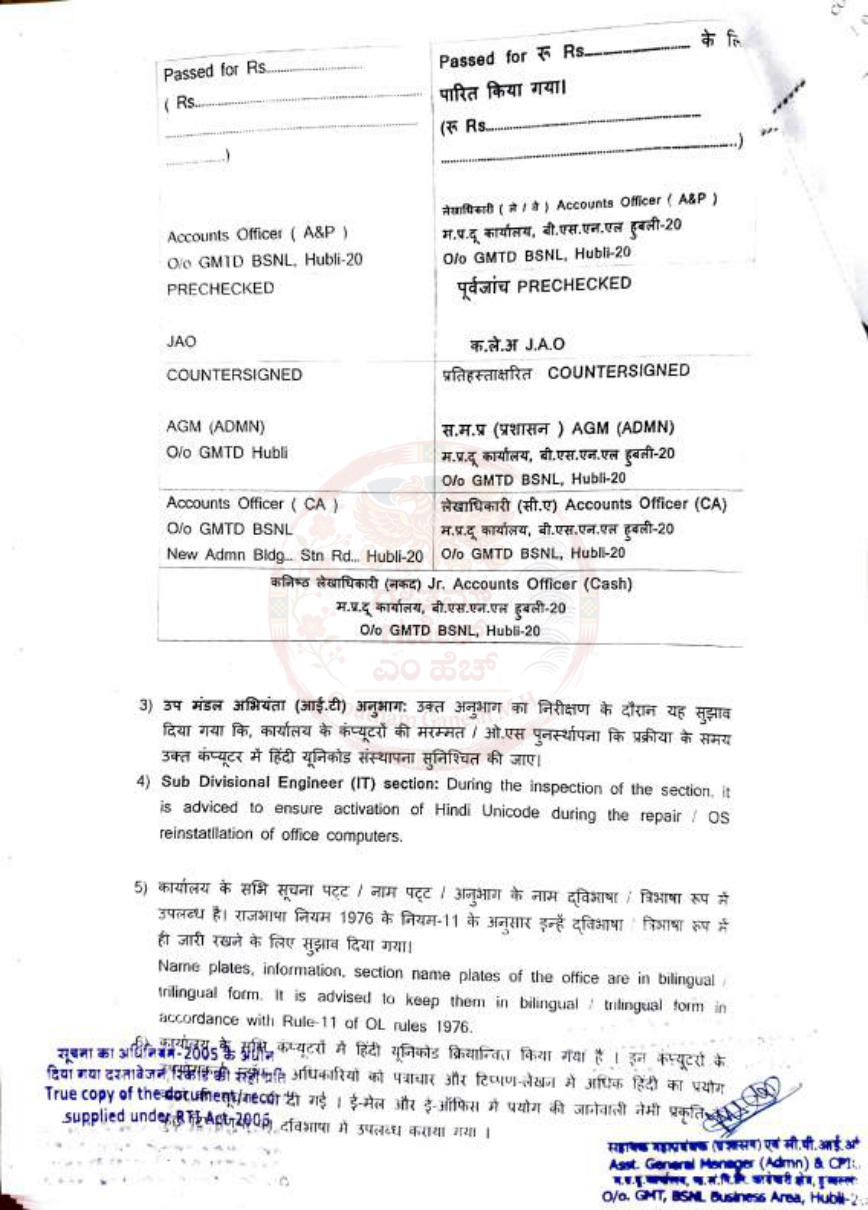 Passed for Rs....................
( Rs..................................................
..................................................................
................)
Accounts Officer ( A&P )
O/o GMTD BSNL, Hubli-20
PRECHECKED
JAO
COUNTERSIGNED
AGM (ADMN)
O/o GMTD Hubli
Accounts Officer ( CA )
O/o GMTD BSNL
New Admn Bldg... Stn Rd... Hubli-20
Passed for रू Rs.................... के
पारित किया गया।
(रू Rs..................................................
..................................................................)
लेखाधिकारी ( ले / वे ) Accounts Officer ( A&P )
म.प्र.दू कार्यालय, बी.एस.एन.एल हुबली-20
O/o GMTD BSNL, Hubli-20
पूर्वजांच PRECHECKED
क.ले.अ J.A.O
प्रतिहस्ताक्षरित COUNTERSIGNED
स.म.प्र (प्रशासन ) AGM (ADMN)
म.प्र.दू कार्यालय, बी.एस.एन.एल हुबली-20
O/o GMTD BSNL, Hubli-20
लेखाधिकारी (सी.ए) Accounts Officer (CA)
म.प्र.दू कार्यालय, बी.एस.एन.एल हुबली-20
O/o GMTD BSNL, Hubli-20
कनिष्ठ लेखाधिकारी (नकद) Jr. Accounts Officer (Cash)
म.प्र.दू कार्यालय, बी.एस.एन.एल हुबली-20
O/o GMTD BSNL, Hubli-20
ಎಂ ಹೆಚ್
3) उप मंडल अभियंता (आई.टी) अनुभाग: उक्त अनुभाग का निरीक्षण के दौरान यह सुझाव
दिया गया कि, कार्यालय के कंप्यूटरों की मरम्मत / ओ.एस पुनर्स्थापना कि प्रक्रीया के समय
उक्त कंप्यूटर में हिंदी यूनिकोड संस्थापना सुनिश्चित की जाए।
4) Sub Divisional Engineer (IT) section: During the inspection of the section, it
is adviced to ensure activation of Hindi Unicode during the repair / OS
reinstatllation of office computers.
5) कार्यालय के सभि सूचना पट्ट / नाम पट्ट / अनुभाग के नाम द्विभाषा / त्रिभाषा रूप में
उपलब्ध है। राजभाषा नियम 1976 के नियम-11 के अनुसार इन्हें द्विभाषा / त्रिभाषा रूप में
ही जारी रखने के लिए सुझाव दिया गया।
Name plates, information, section name plates of the office are in bilingual /
trilingual form. It is advised to keep them in bilingual / trilingual form in
accordance with Rule-11 of OL rules 1976.
6) कार्यालय के सभि कंप्यूटरों में हिंदी यूनिकोड क्रियान्वित किया गया है । इन कंप्यूटरों के
अधिकारियों को पत्राचार और टिप्पण-लेखन मे अधिक हिंदी का प्रयोग
दी गई । ई-मेल और ई-ऑफिस में प्रयोग की जानेवाली नेमी
द्विभाषा में उपलब्ध कराया गया ।
सूचना का अधिनियम-2005 के अधीन
दिया गया दस्तावेजन/ रिकार्ड की सही प्रति
True copy of the document/record
supplied under RTI Act-2005
सहायक महाप्रबंधक (प्रशासन) एवं सी.पी.आई.ओ
Asst. General Manager (Admn) &
O/o. GMT, BSNL Business Area, Hubli-2